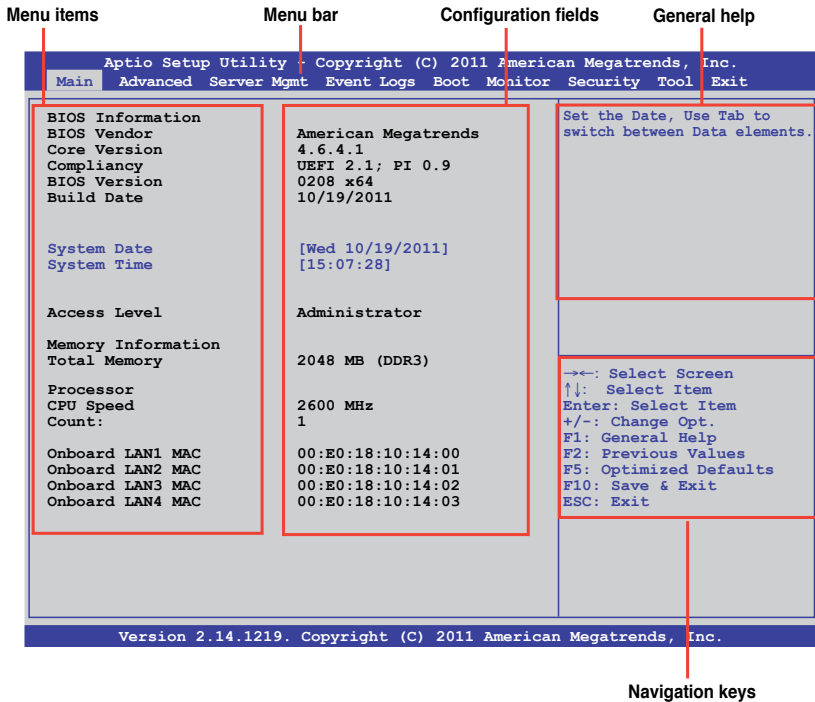 Menu items Menu bar Configuration fields General help
Aptio Setup Utility - Copyright (C) 2011 American Megatrends, Inc.
Main Advanced Server Mgmt Event Logs Boot Monitor Security Tool Exit
BIOS Information
BIOS Vendor American Megatrends
Core Version 4.6.4.1
Compliancy UEFI 2.1; PI 0.9
BIOS Version 0208 x64
Build Date 10/19/2011
System Date [Wed 10/19/2011]
System Time [15:07:28]
Access Level Administrator
Memory Information
Total Memory 2048 MB (DDR3)
Processor
CPU Speed 2600 MHz
Count: 1
Onboard LAN1 MAC 00:E0:18:10:14:00
Onboard LAN2 MAC 00:E0:18:10:14:01
Onboard LAN3 MAC 00:E0:18:10:14:02
Onboard LAN4 MAC 00:E0:18:10:14:03
Set the Date, Use Tab to
switch between Data elements.
→←: Select Screen
↑↓: Select Item
Enter: Select Item
+/-: Change Opt.
F1: General Help
F2: Previous Values
F5: Optimized Defaults
F10: Save & Exit
ESC: Exit
Version 2.14.1219. Copyright (C) 2011 American Megatrends, Inc.
Navigation keys